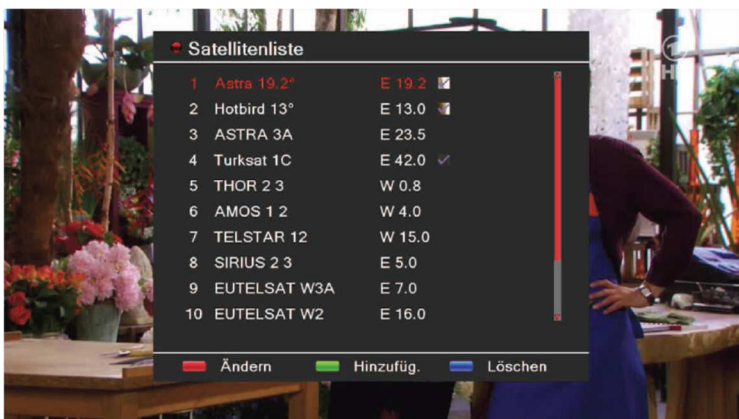 Satellitenliste
1 Astra 19.2° E 19.2
2 Hotbird 13° E 13.0
3 ASTRA 3A E 23.5
4 Turksat 1C E 42.0
5 THOR 2 3 W 0.8
6 AMOS 1 2 W 4.0
7 TELSTAR 12 W 15.0
8 SIRIUS 2 3 E 5.0
9 EUTELSAT W3A E 7.0
10 EUTELSAT W2 E 16.0
Ändern Hinzufüg. Löschen